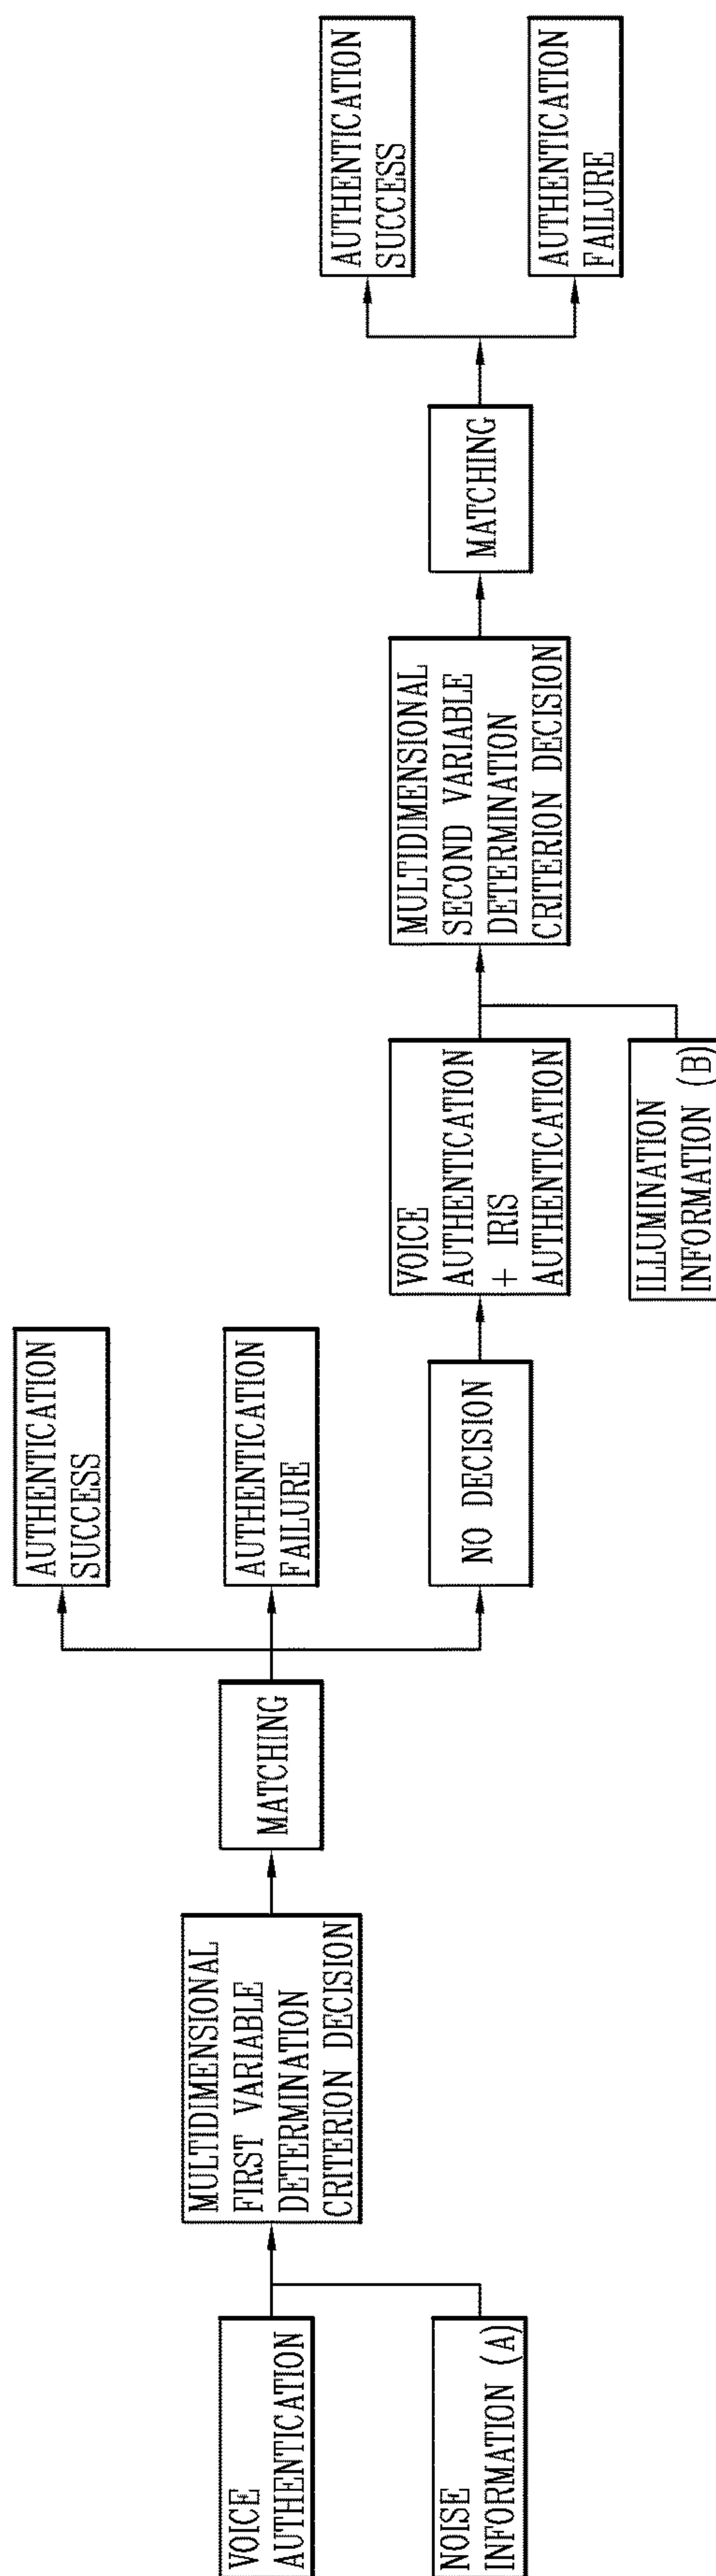 VOICE
AUTHENTICATION
NOISE
INFORMATION (A)
MULTIDIMENSIONAL
FIRST VARIABLE
DETERMINATION
CRITERION DECISION
MATCHING
AUTHENTICATION
SUCCESS
AUTHENTICATION
FAILURE
NO DECISION
VOICE
AUTHENTICATION
+ IRIS
AUTHENTICATION
ILLUMINATION
INFORMATION (B)
MULTIDIMENSIONAL
SECOND VARIABLE
DETERMINATION
CRITERION DECISION
MATCHING
AUTHENTICATION
SUCCESS
AUTHENTICATION
FAILURE